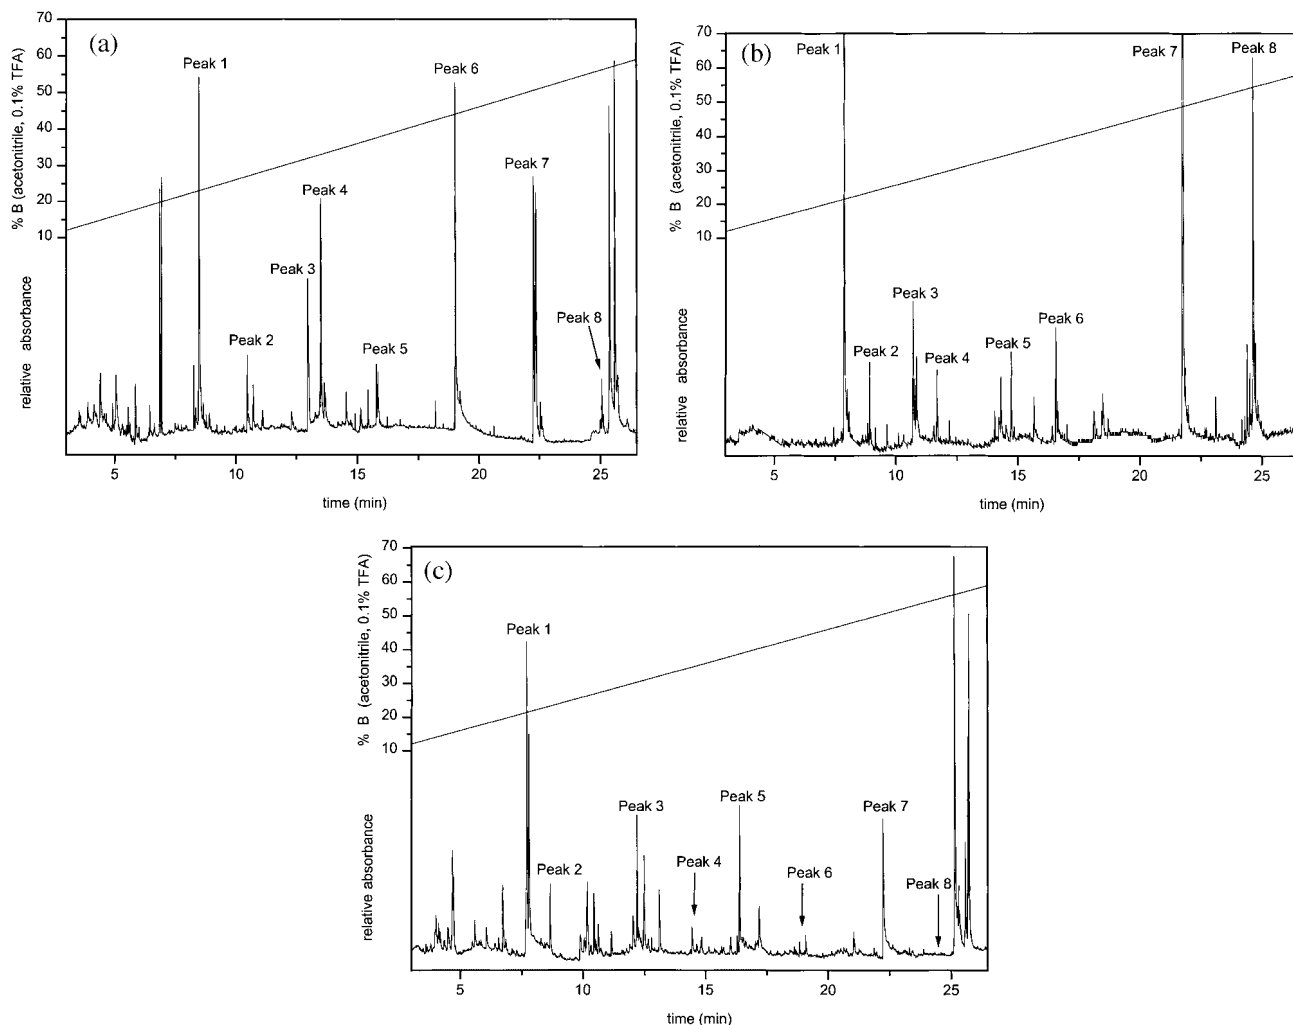 (a)
% B (acetonitrile, 0.1% TFA)
relative absorbance
70
60
50
40
30
20
10
Peak 1
Peak 2
Peak 3
Peak 4
Peak 5
Peak 6
Peak 7
Peak 8
5 10 15 20 25
time (min)
(b)
% B (acetonitrile, 0.1% TFA)
relative absorbance
70
60
50
40
30
20
10
Peak 1
Peak 2
Peak 3
Peak 4
Peak 5
Peak 6
Peak 7
Peak 8
5 10 15 20 25
time (min)
(c)
% B (acetonitrile, 0.1% TFA)
relative absorbance
70
60
50
40
30
20
10
Peak 1
Peak 2
Peak 3
Peak 4
Peak 5
Peak 6
Peak 7
Peak 8
5 10 15 20 25
time (min)